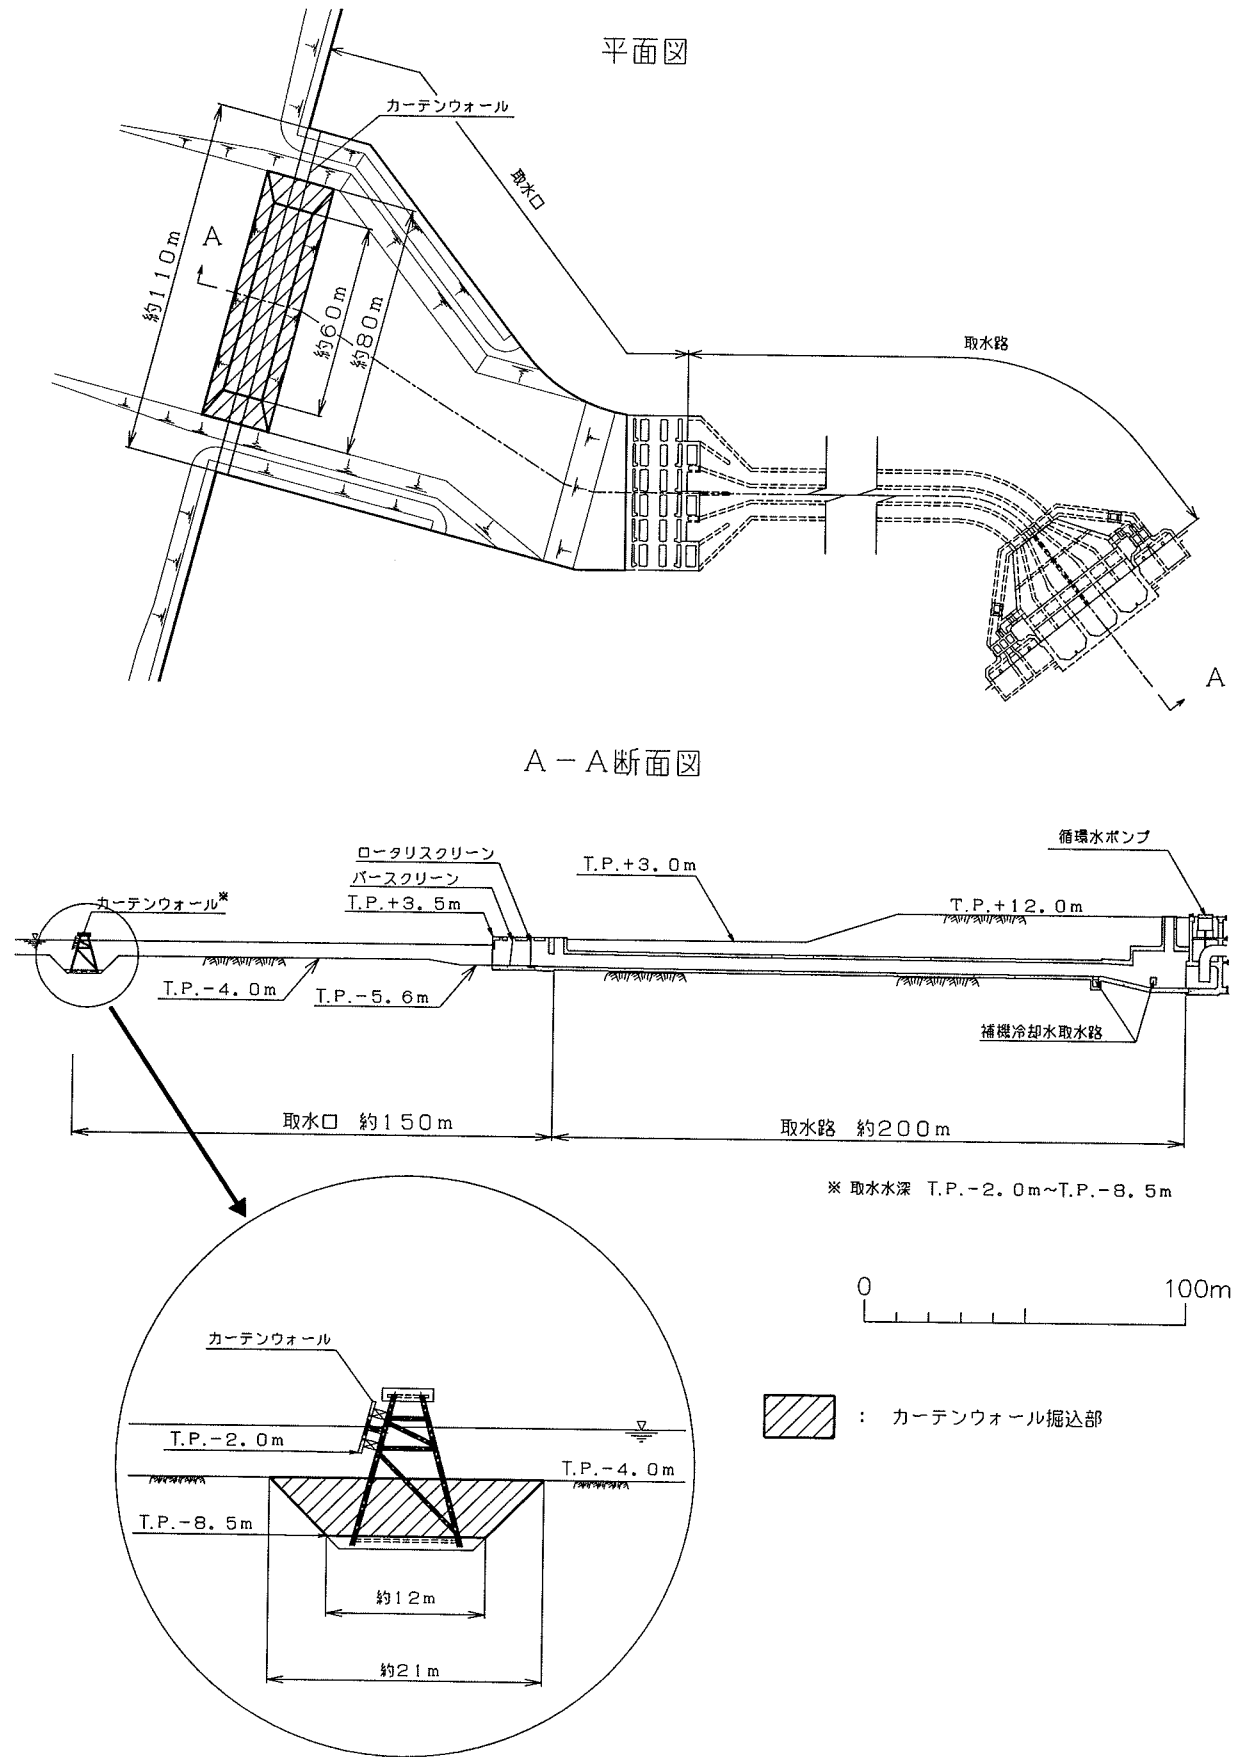 平面図
カーテンウォール
取水口
A
約110m
約60m
約80m
取水路
A
A－A断面図
循環水ポンプ
ロータリスクリーン
バースクリーン
T.P.+3.0m
カーテンウォール※
T.P.+3.5m
T.P.+12.0m
T.P.-4.0m
T.P.-5.6m
補機冷却水取水路
取水口 約150m
取水路 約200m
※ 取水水深 T.P.-2.0m~T.P.-8.5m
0 100m
カーテンウォール
T.P.-2.0m
T.P.-4.0m
: カーテンウォール掘込部
T.P.-8.5m
約12m
約21m